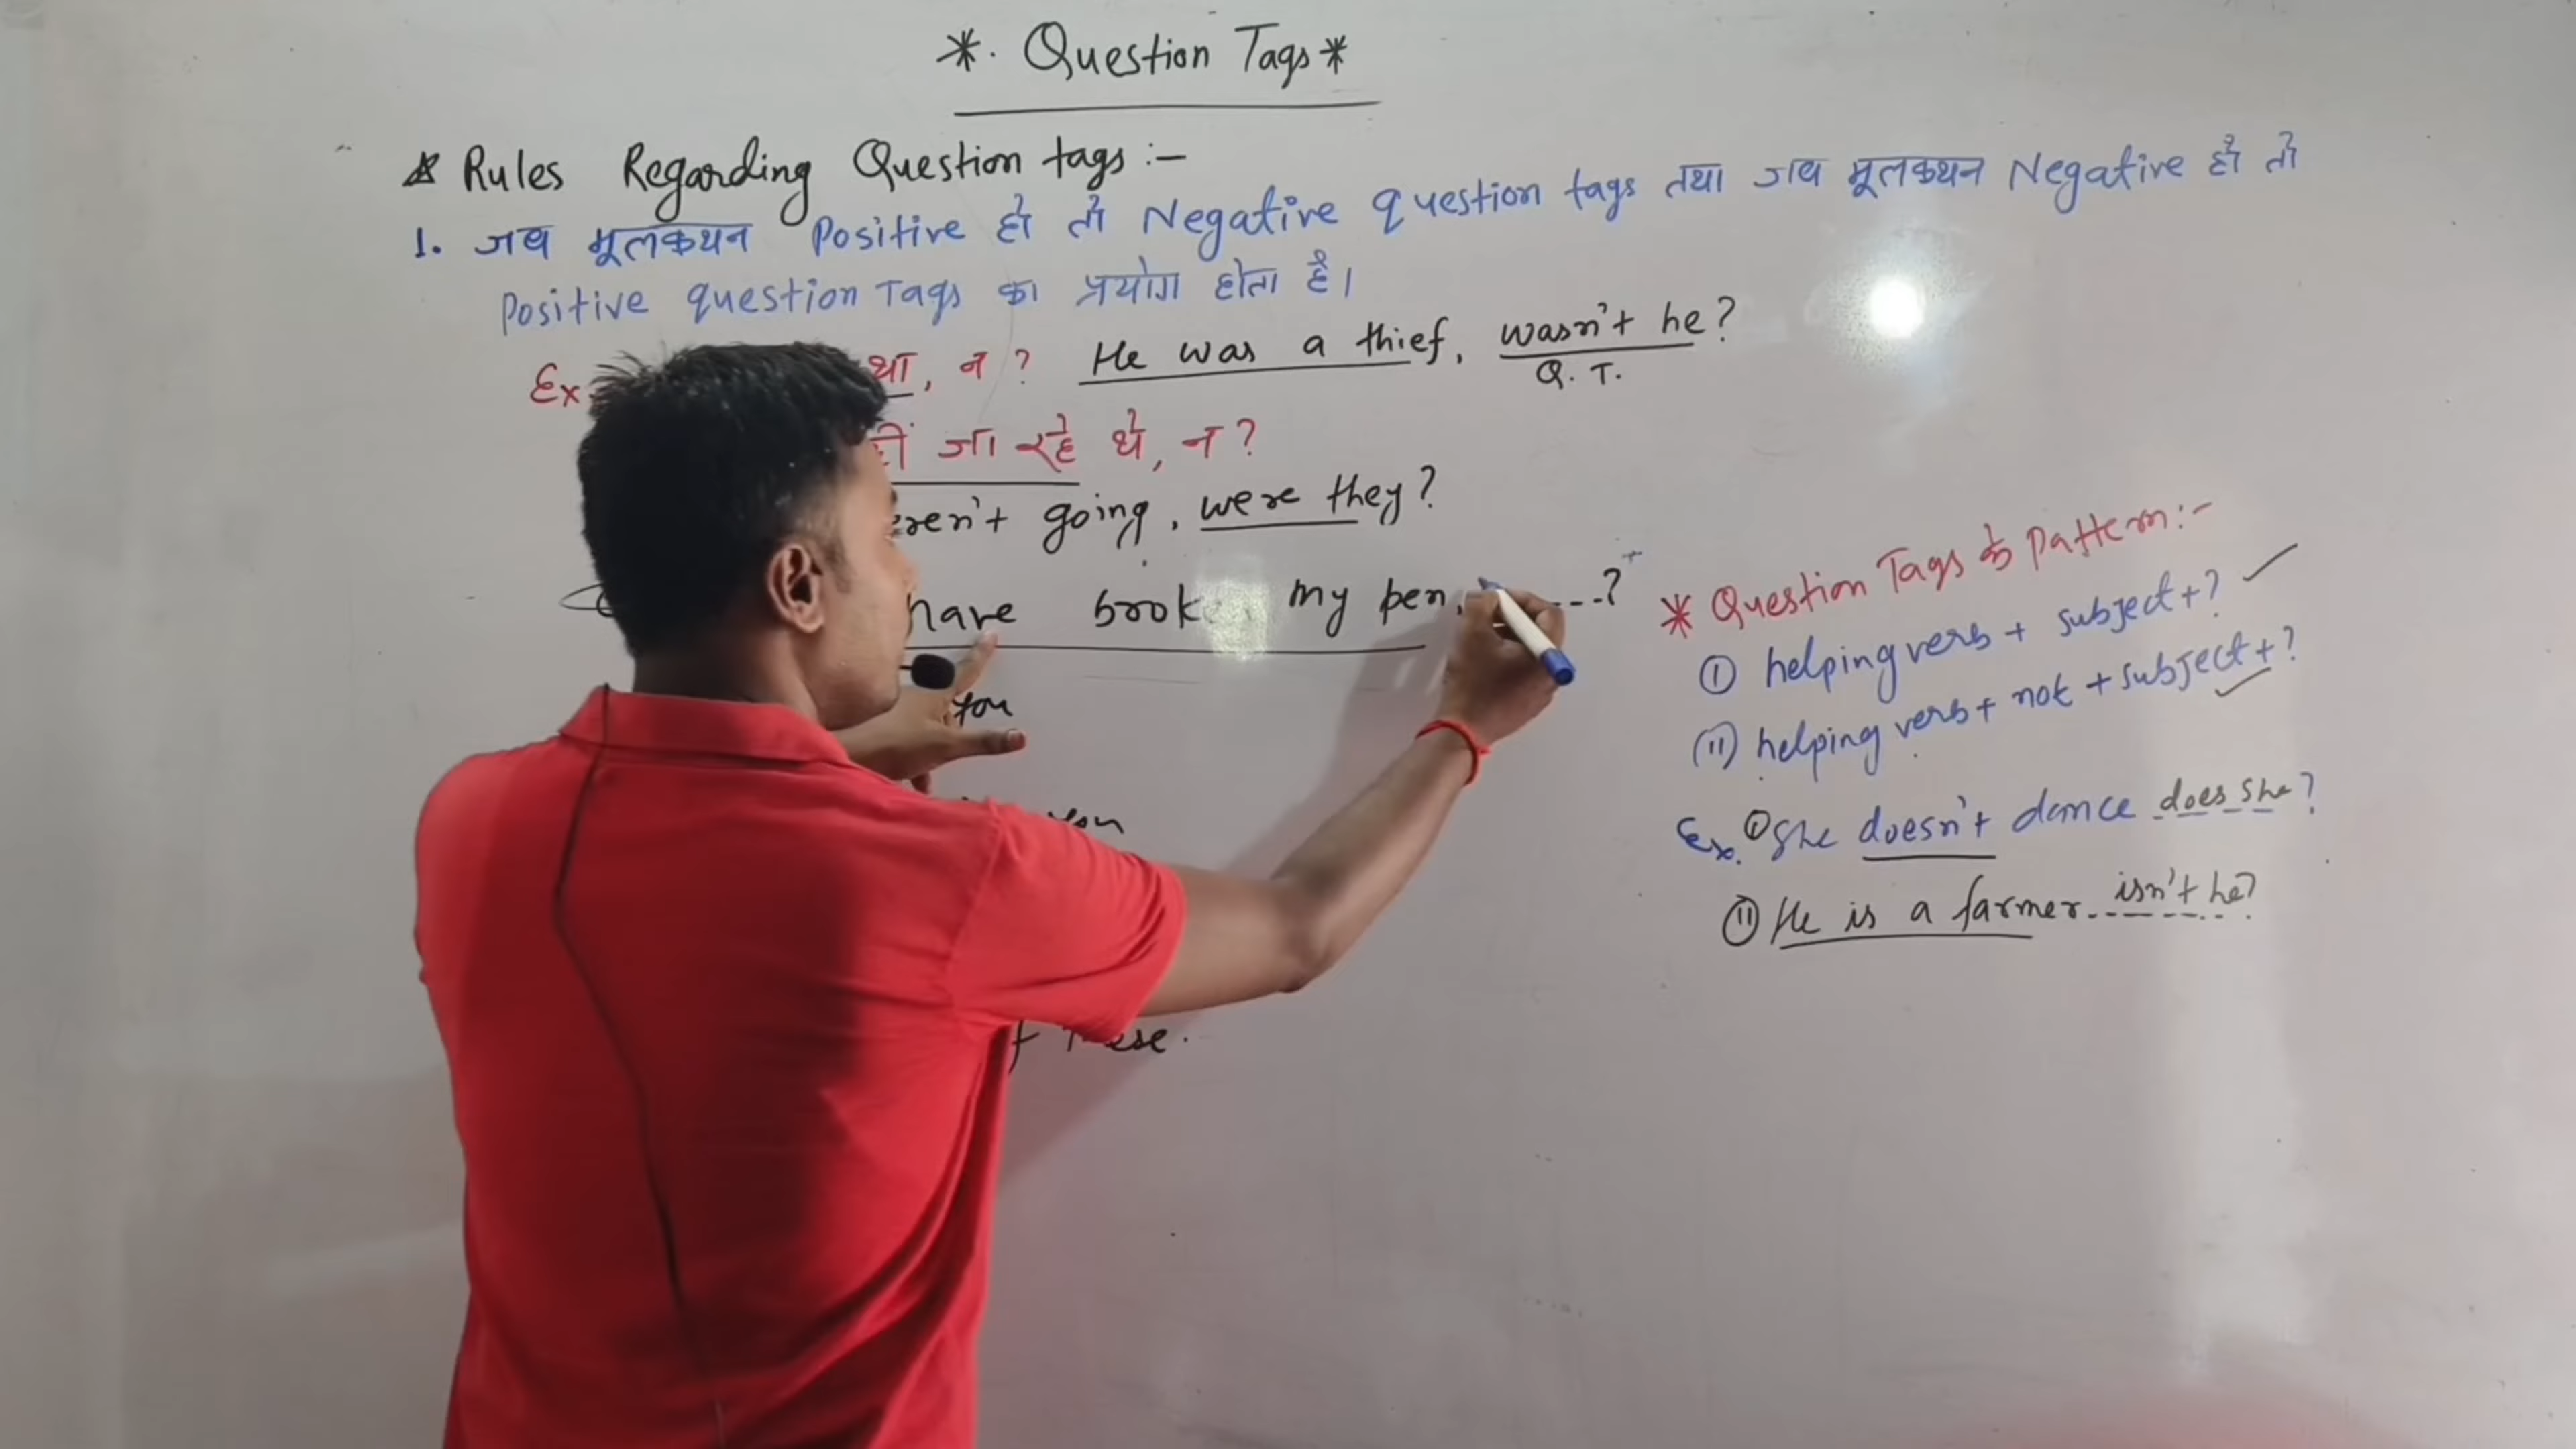 *. Question Tags *
* Rules Regarding Question tags :-
1. जब मूलकथन Positive हो तो Negative question tags तथा जब मूलकथन Negative हो तो
Positive question Tags का प्रयोग होता है।
Ex. था, न ? He was a thief, wasn't he?
Q. T.
जा रहे थे, न ?
going, were they?
have my pen, ---?
you
you
* Question Tags के Pattern :-
(I) helping verb + subject + ?
(II) helping verb + not + subject + ?
Ex. (I) She doesn't dance does she?
(II) He is a farmer isn't he?